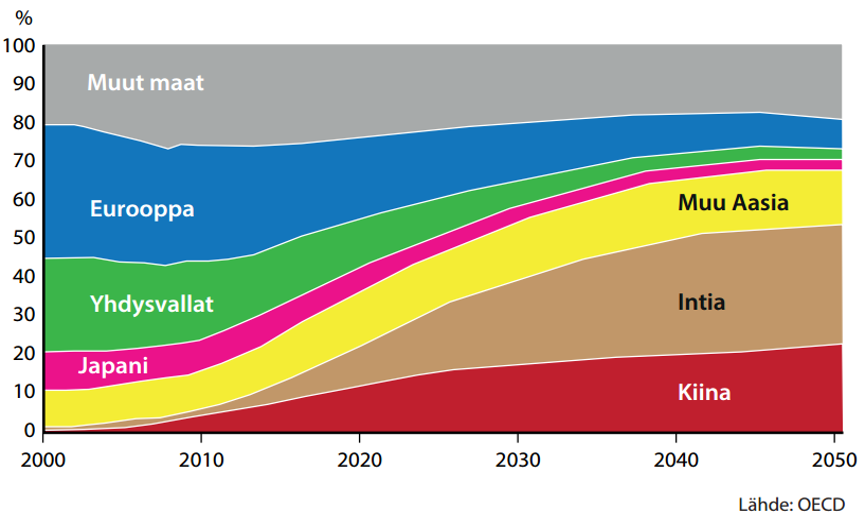 %
100
90
80
70
60
50
40
30
20
10
0
Muut maat
Eurooppa
Yhdysvallat
Japani
Muu Aasia
Intia
Kiina
2000 2010 2020 2030 2040 2050
Lähde: OECD